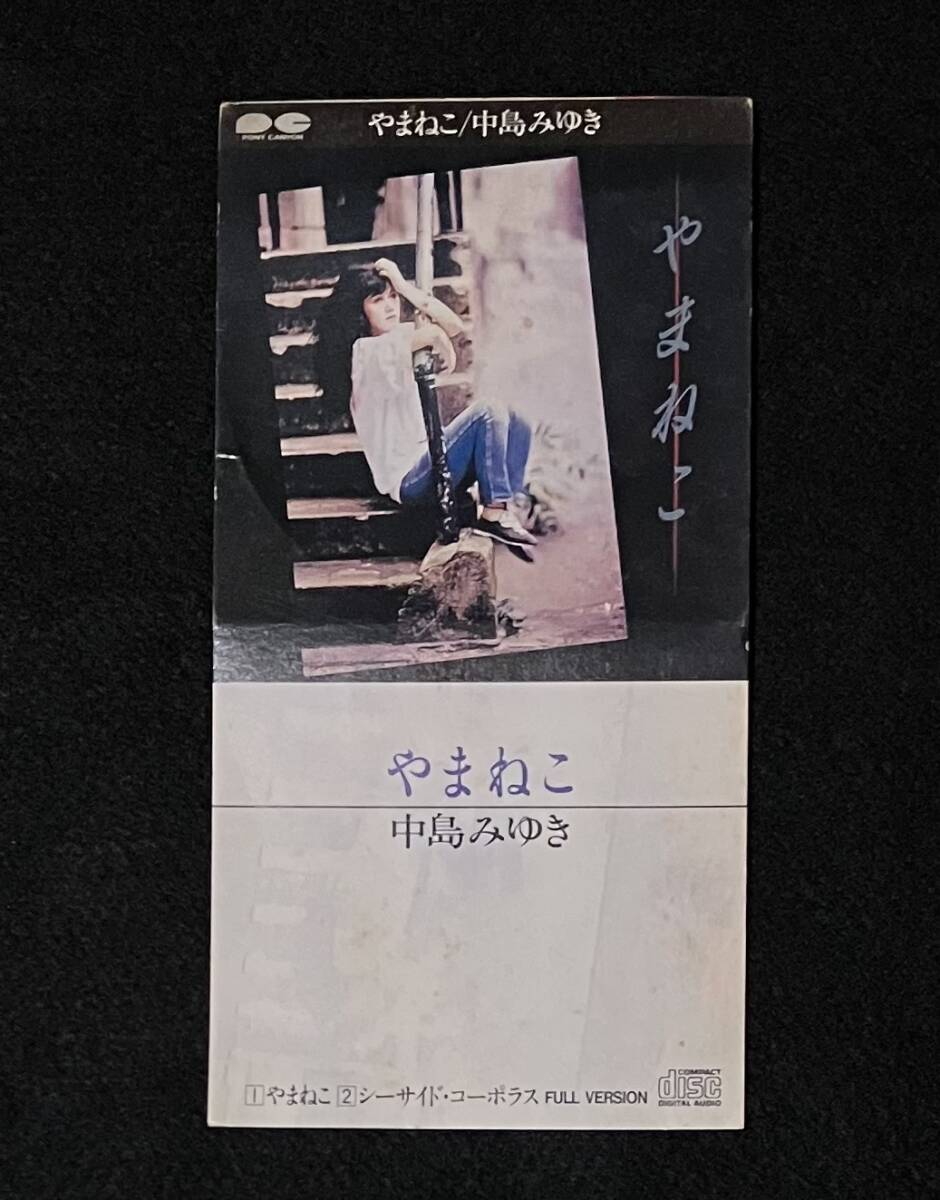 PONY CANYON
やまねこ/中島みゆき
やまねこ
やまねこ
中島みゆき
1 やまねこ 2 シーサイド・コーポラス FULL VERSION
COMPACT
disc
DIGITAL AUDIO